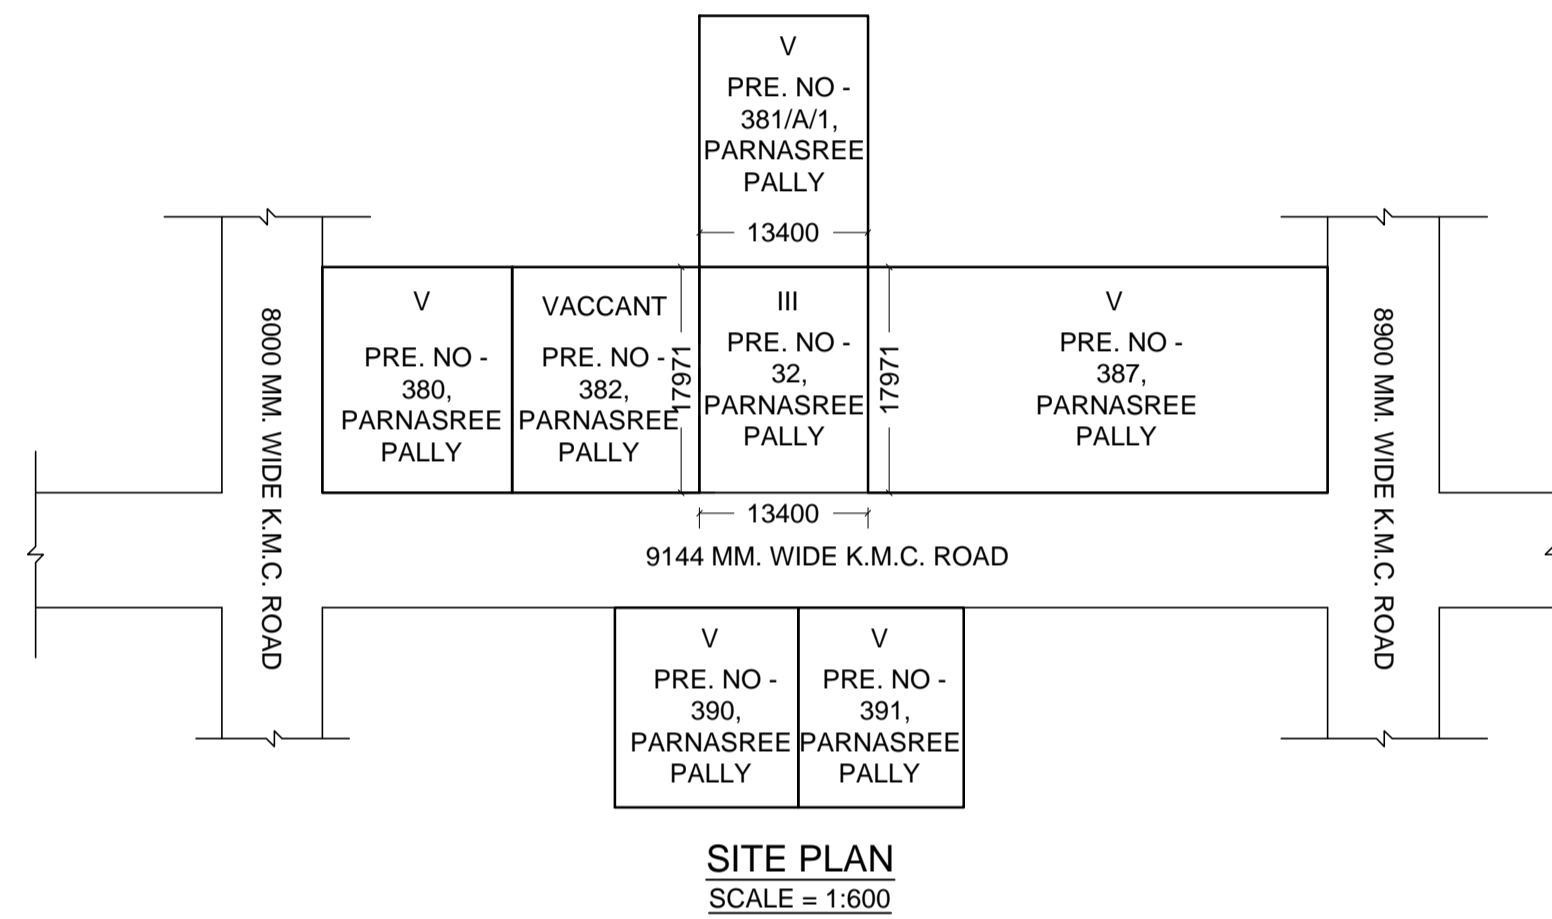 V
PRE. NO -
381/A/1,
PARNASREE
PALLY
13400
8000 MM. WIDE K.M.C. ROAD
V
PRE. NO -
380,
PARNASREE
PALLY
VACCANT
PRE. NO -
382,
PARNASREE
PALLY
17971
III
PRE. NO -
32,
PARNASREE
PALLY
17971
V
PRE. NO -
387,
PARNASREE
PALLY
8900 MM. WIDE K.M.C. ROAD
13400
9144 MM. WIDE K.M.C. ROAD
V
PRE. NO -
390,
PARNASREE
PALLY
V
PRE. NO -
391,
PARNASREE
PALLY
SITE PLAN
SCALE = 1:600